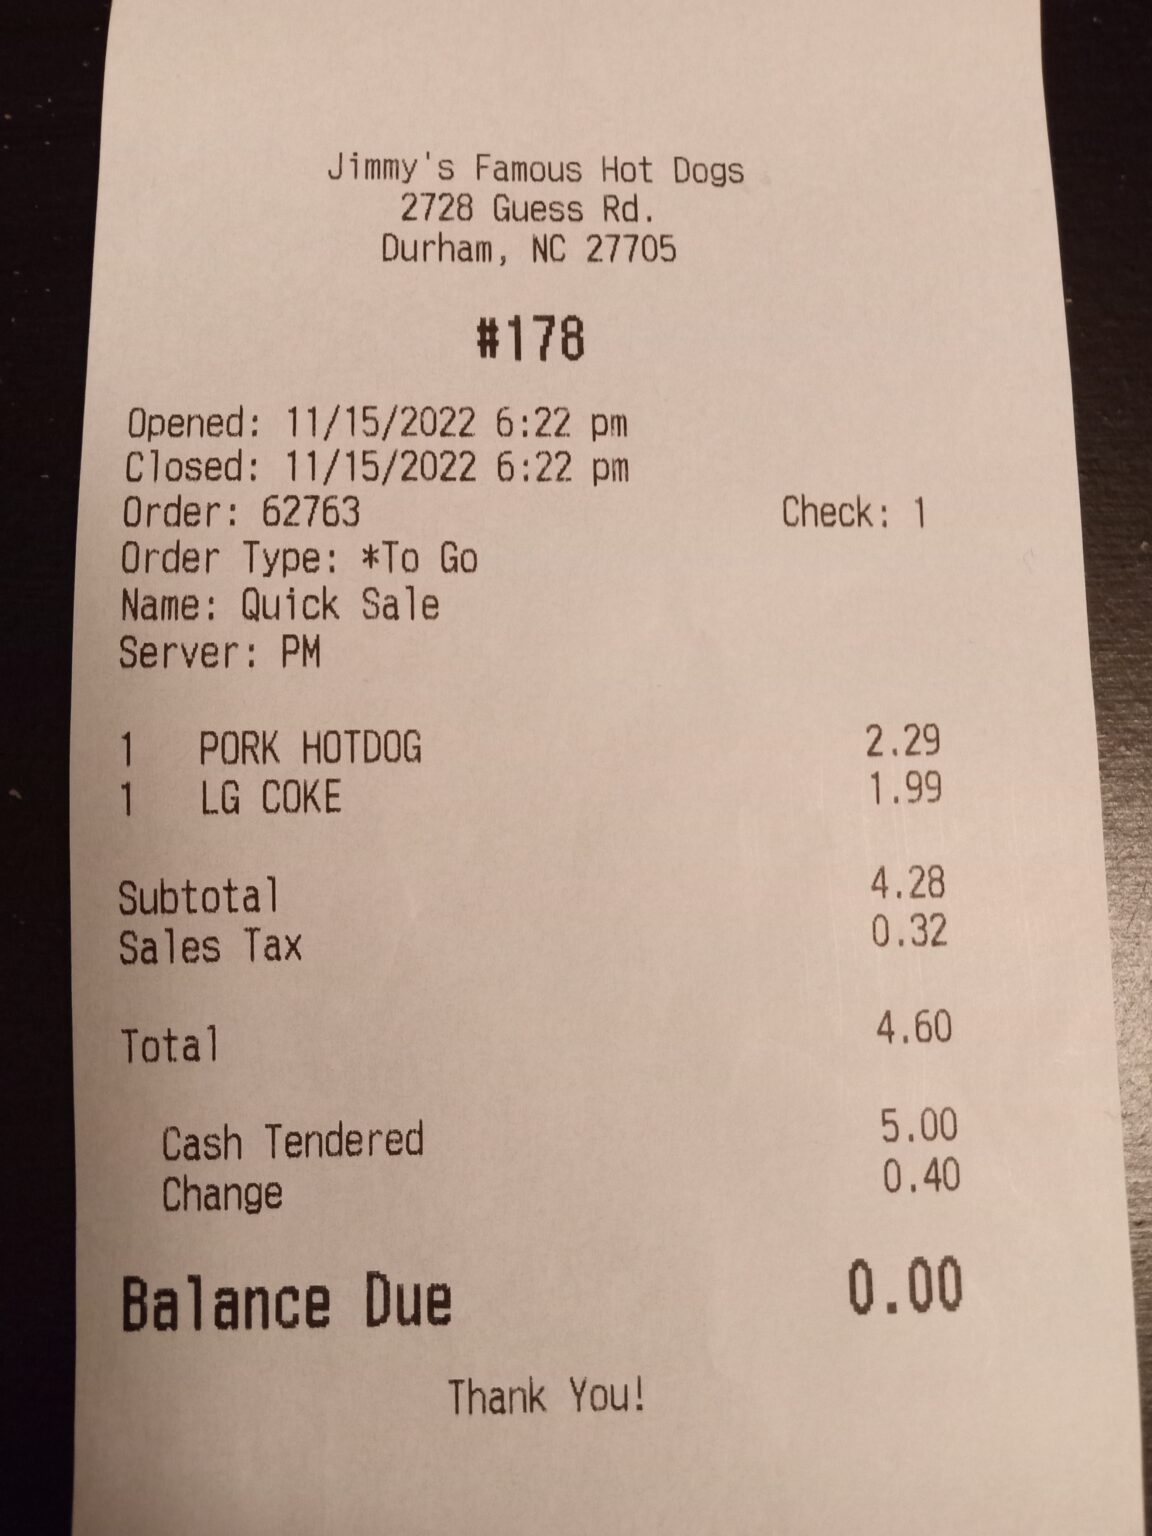 Jimmy's Famous Hot Dogs
2728 Guess Rd.
Durham, NC 27705
#178
Opened: 11/15/2022 6:22 pm
Closed: 11/15/2022 6:22 pm
Order: 62763 Check: 1
Order Type: *To Go
Name: Quick Sale
Server: PM
1 PORK HOTDOG 2.29
1 LG COKE 1.99
Subtotal 4.28
Sales Tax 0.32
Total 4.60
Cash Tendered 5.00
Change 0.40
Balance Due 0.00
Thank You!